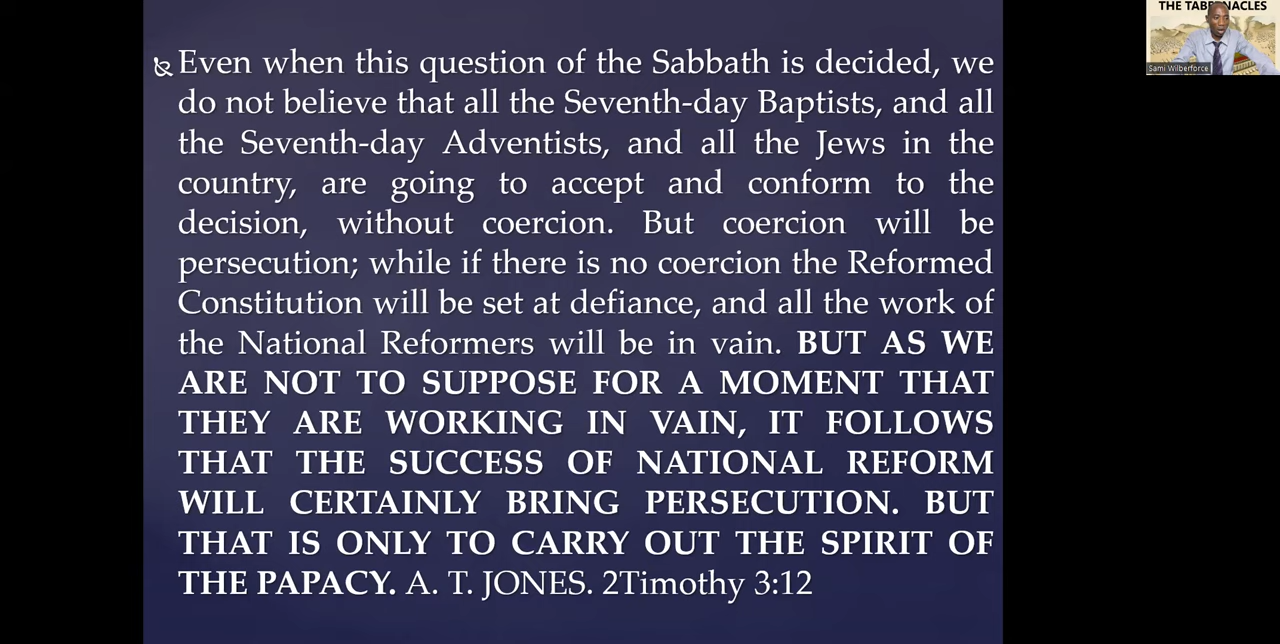 THE TABERNACLES
Sami Wilberforce
Even when this question of the Sabbath is decided, we
do not believe that all the Seventh-day Baptists, and all
the Seventh-day Adventists, and all the Jews in the
country, are going to accept and conform to the
decision, without coercion. But coercion will be
persecution; while if there is no coercion the Reformed
Constitution will be set at defiance, and all the work of
the National Reformers will be in vain. BUT AS WE
ARE NOT TO SUPPOSE FOR A MOMENT THAT
THEY ARE WORKING IN VAIN, IT FOLLOWS
THAT THE SUCCESS OF NATIONAL REFORM
WILL CERTAINLY BRING PERSECUTION. BUT
THAT IS ONLY TO CARRY OUT THE SPIRIT OF
THE PAPACY. A. T. JONES. 2Timothy 3:12